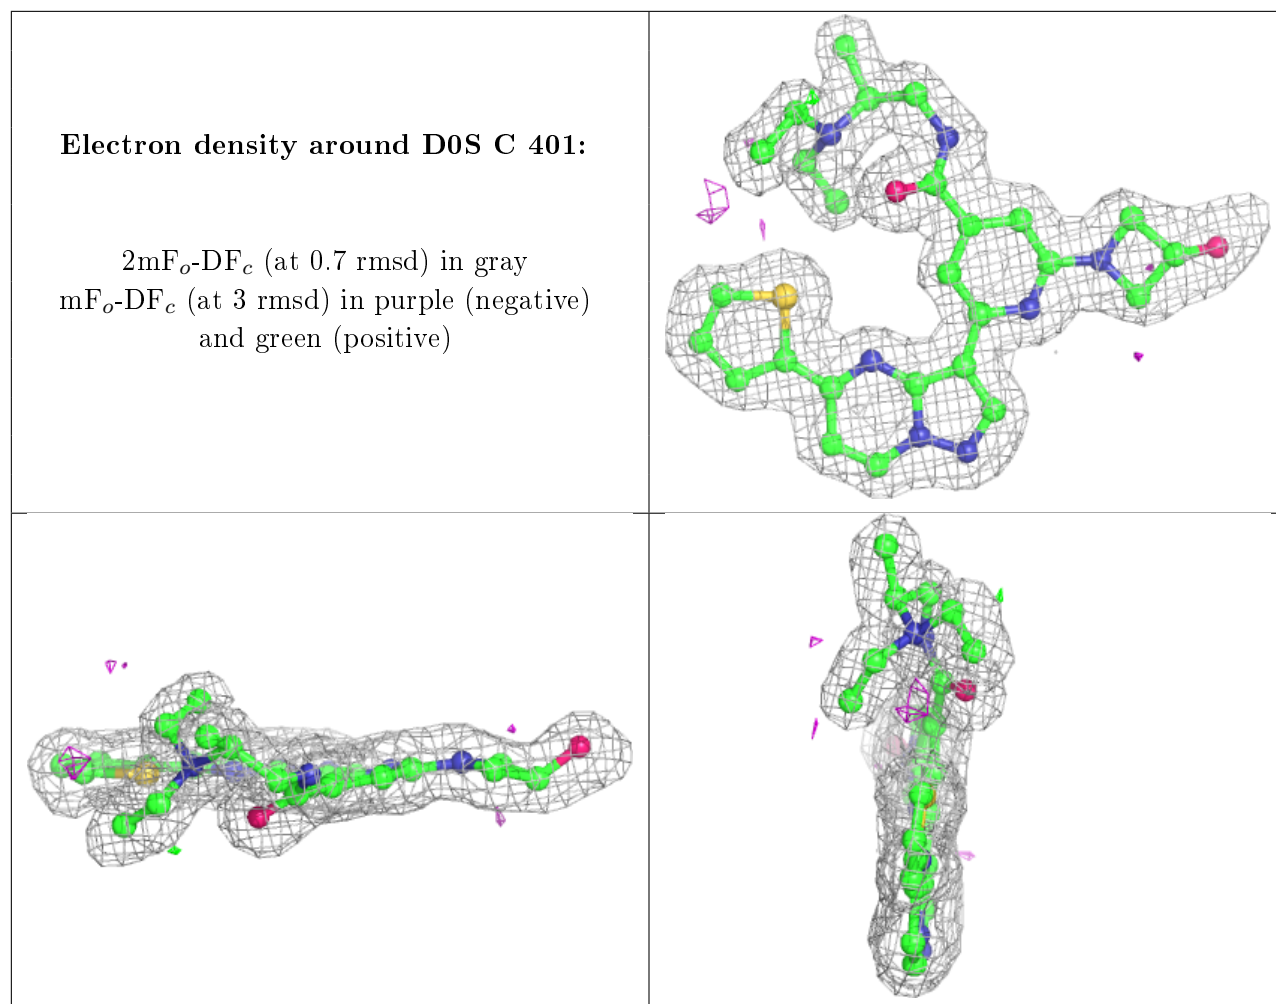 Electron density around D0S C 401:
2mFo-DFc (at 0.7 rmsd) in gray
mFo-DFc (at 3 rmsd) in purple (negative)
and green (positive)